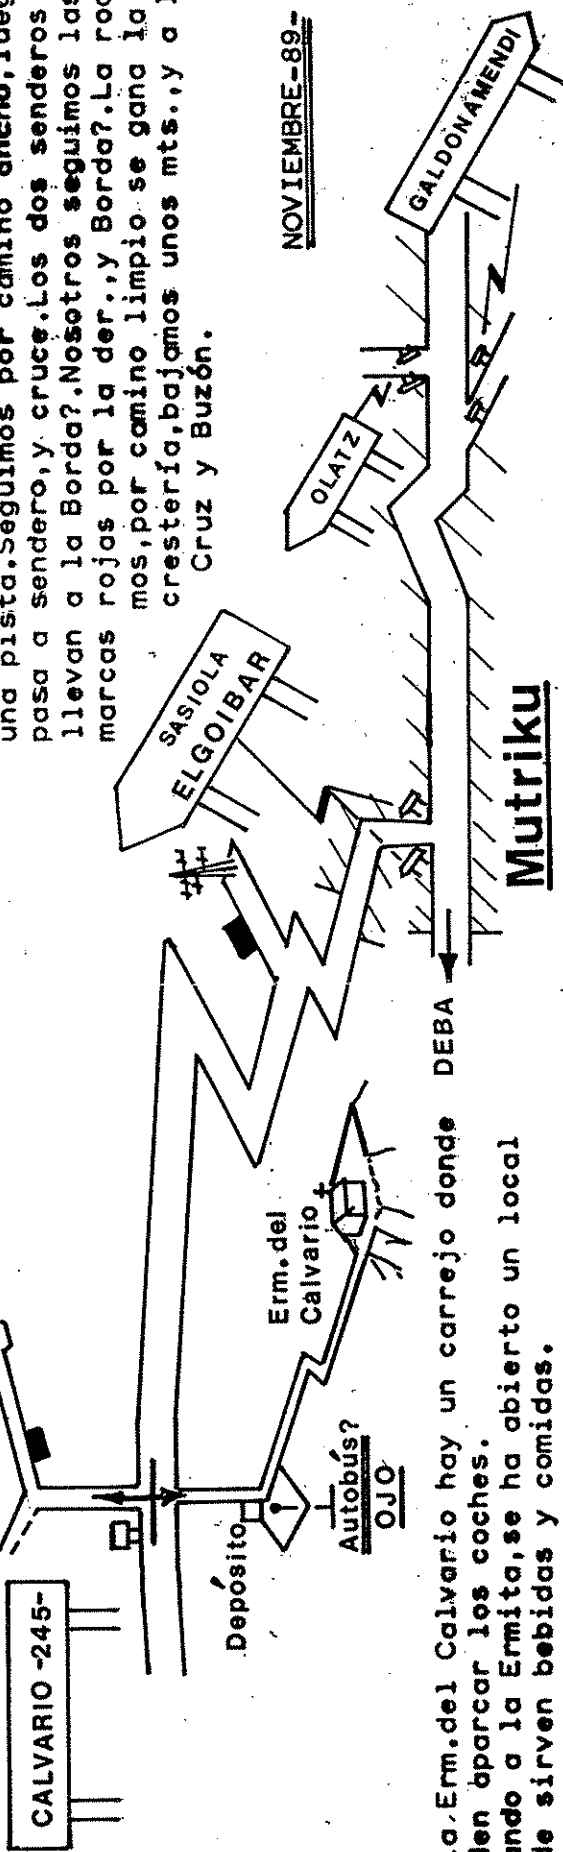 una pista.Seguimos por camino ancho,lueg
pasa a sendero,y cruce.Los dos senderos
llevan a la Borda?.Nosotros seguimos las
marcas rojas por la der.,y Borda?.La roc
mos,por camino limpio se gana la
crestería,bajamos unos mts.,y a l
Cruz y Buzón.
NOVIEMBRE-89-
GALDONAMENDI
OLATZ
SASIOLA
ELGOIBAR
Mutriku
DEBA
Erm.del
Calvario
CALVARIO -245-
Depósito
Autobús?
OJO
a.Erm.del Calvario hay un carrejo donde
den aparcar los coches.
ando a la Ermita,se ha abierto un local
de sirven bebidas y comidas.